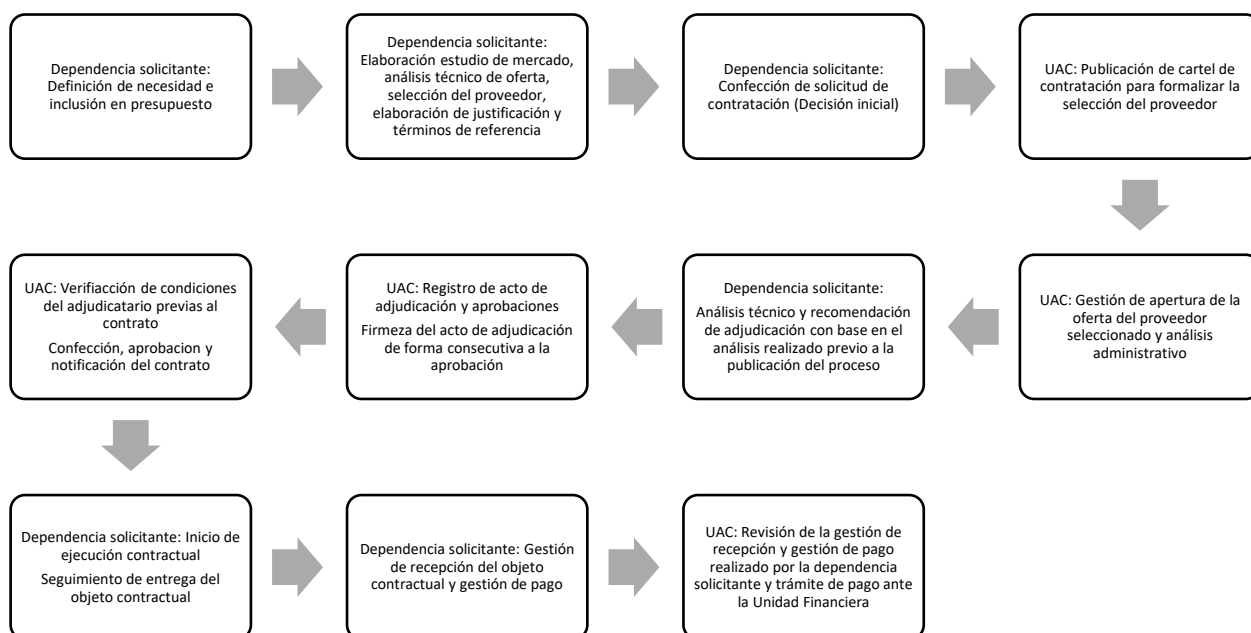 Dependencia solicitante:
Definición de necesidad e
inclusión en presupuesto
Dependencia solicitante:
Elaboración estudio de mercado,
análisis técnico de oferta,
selección del proveedor,
elaboración de justificación y
términos de referencia
Dependencia solicitante:
Confección de solicitud de
contratación (Decisión inicial)
UAC: Publicación de cartel de
contratación para formalizar la
selección del proveedor
UAC: Gestión de apertura de la
oferta del proveedor
seleccionado y análisis
administrativo
Dependencia solicitante:
Análisis técnico y recomendación
de adjudicación con base en el
análisis realizado previo a la
publicación del proceso
UAC: Registro de acto de
adjudicación y aprobaciones
Firmeza del acto de adjudicación
de forma consecutiva a la
aprobación
UAC: Verifiacción de condiciones
del adjudicatario previas al
contrato
Confección, aprobacion y
notificación del contrato
Dependencia solicitante: Inicio de
ejecución contractual
Seguimiento de entrega del
objeto contractual
Dependencia solicitante: Gestión
de recepción del objeto
contractual y gestión de pago
UAC: Revisión de la gestión de
recepción y gestión de pago
realizado por la dependencia
solicitante y trámite de pago ante
la Unidad Financiera